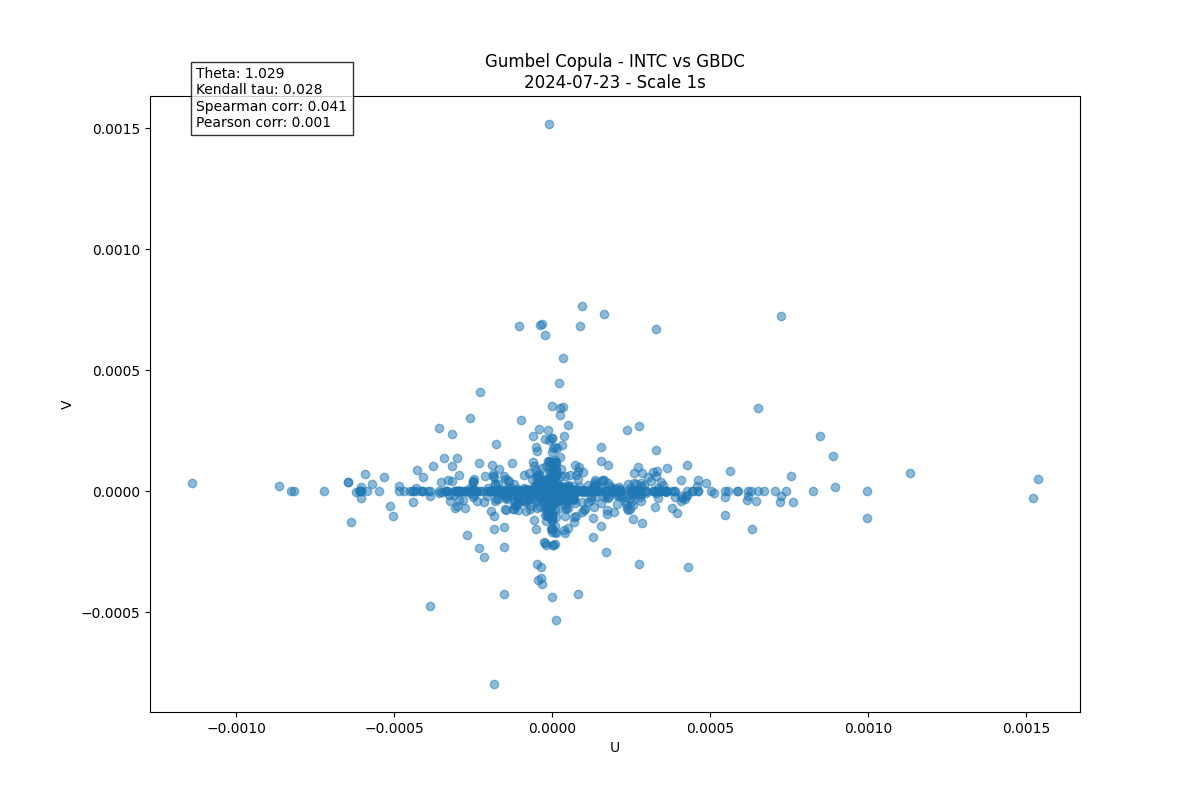 Gumbel Copula - INTC vs GBDC
2024-07-23 - Scale 1s
Theta: 1.029
Kendall tau: 0.028
Spearman corr: 0.041
Pearson corr: 0.001
0.0015
0.0010
0.0005
0.0000
−0.0005
V
−0.0010
−0.0005
0.0000
0.0005
0.0010
0.0015
U